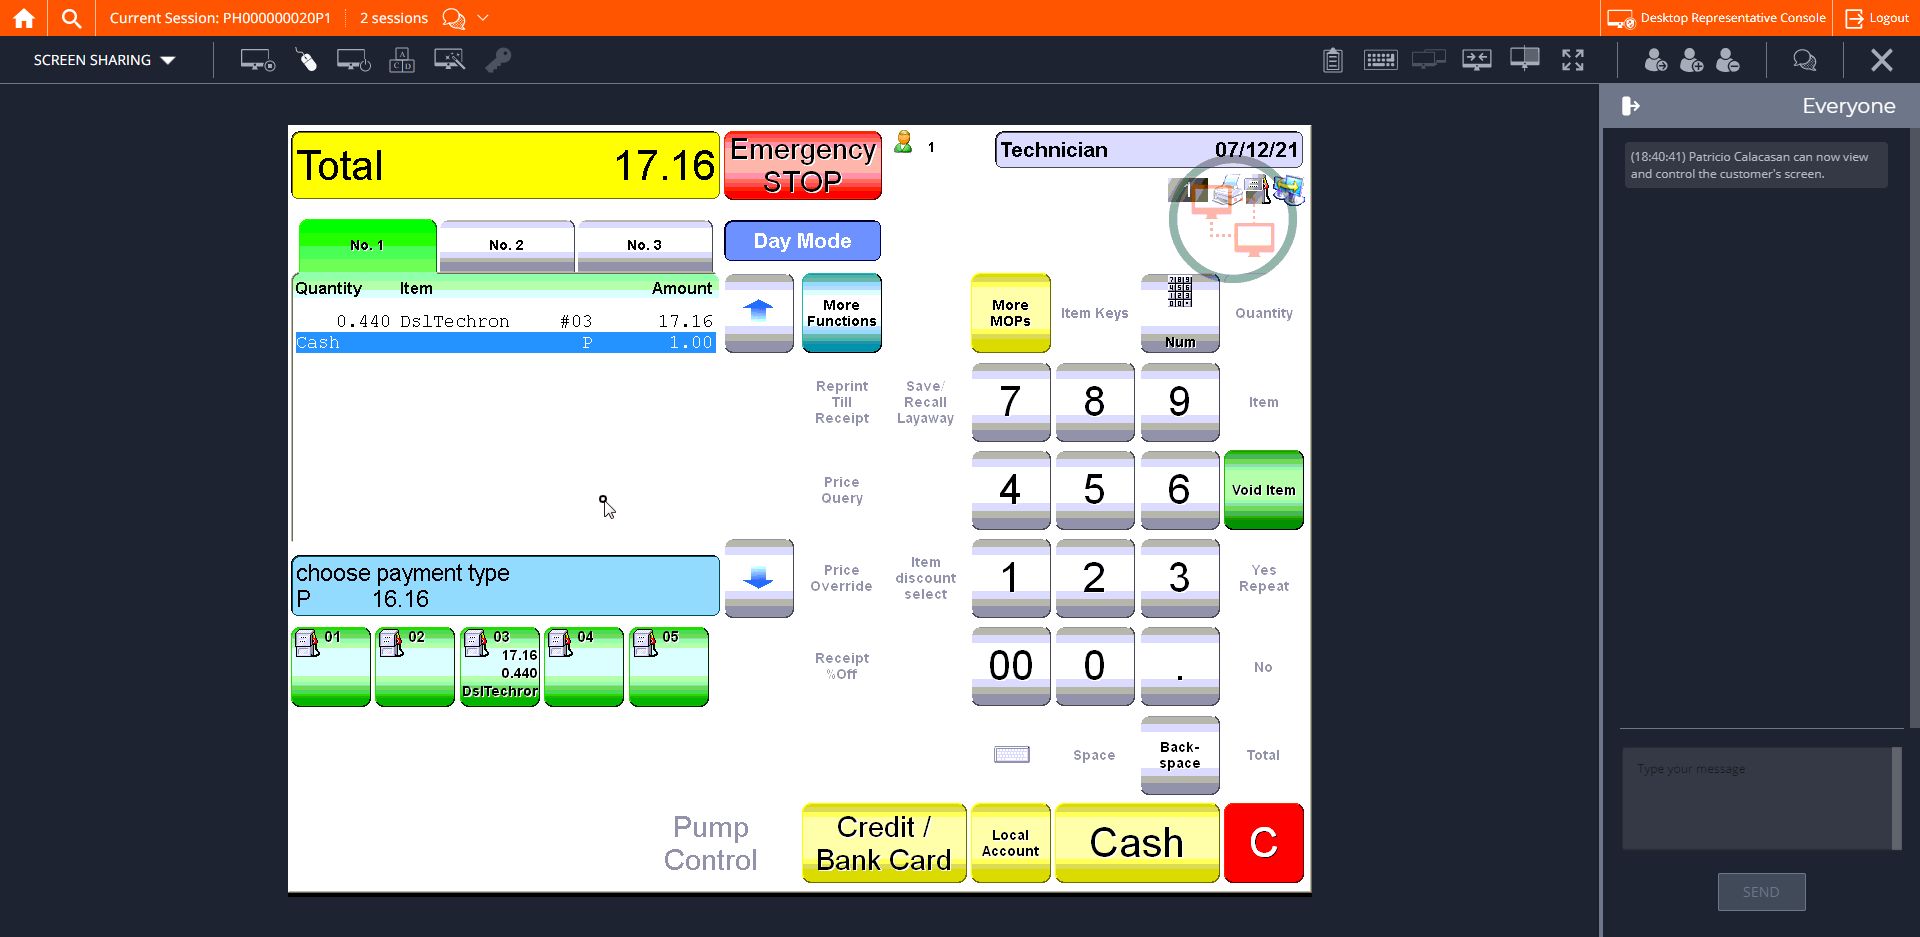 Current Session: PH000000020P1
2 sessions
Desktop Representative Console
Logout
SCREEN SHARING
A
C D
Everyone
(18:40:41) Patricio Calacasan can now view
and control the customer's screen.
Total 17.16
Emergency
STOP
1
Technician 07/12/21
1
No. 1
No. 2
No. 3
Day Mode
Quantity Item Amount
0.440 DslTechron #03 17.16
Cash P 1.00
More
Functions
More
MOPs
Item Keys
Num
Quantity
Reprint
Till
Receipt
Save/
Recall
Layaway
7
8
9
Item
Price
Query
4
5
6
Void Item
choose payment type
P 16.16
Price
Override
Item
discount
select
1
2
3
Yes
Repeat
01
02
03
17.16
0.440
DslTechror
04
05
Receipt
%Off
00
0
.
No
Space
Back-
space
Total
Pump
Control
Credit /
Bank Card
Local
Account
Cash
C
Type your message
SEND